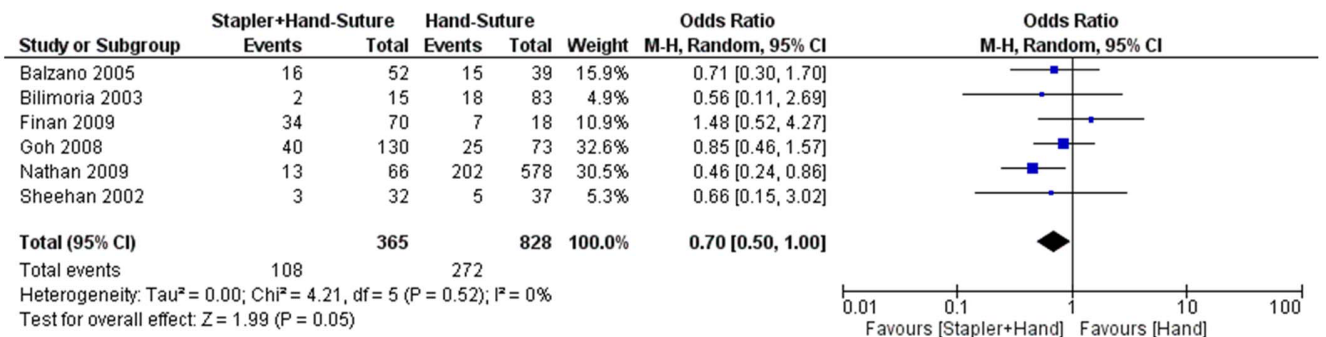 Stapler+Hand-Suture Hand-Suture Odds Ratio Odds Ratio
Study or Subgroup Events Total Events Total Weight M-H, Random, 95% CI M-H, Random, 95% CI
Balzano 2005 16 52 15 39 15.9% 0.71 [0.30, 1.70]
Bilimoria 2003 2 15 18 83 4.9% 0.56 [0.11, 2.69]
Finan 2009 34 70 7 18 10.9% 1.48 [0.52, 4.27]
Goh 2008 40 130 25 73 32.6% 0.85 [0.46, 1.57]
Nathan 2009 13 66 202 578 30.5% 0.46 [0.24, 0.86]
Sheehan 2002 3 32 5 37 5.3% 0.66 [0.15, 3.02]
Total (95% CI) 365 828 100.0% 0.70 [0.50, 1.00]
Total events 108 272
Heterogeneity: Tau² = 0.00; Chi² = 4.21, df = 5 (P = 0.52); I² = 0%
Test for overall effect: Z = 1.99 (P = 0.05)
0.01 0.1 1 10 100
Favours [Stapler+Hand] Favours [Hand]